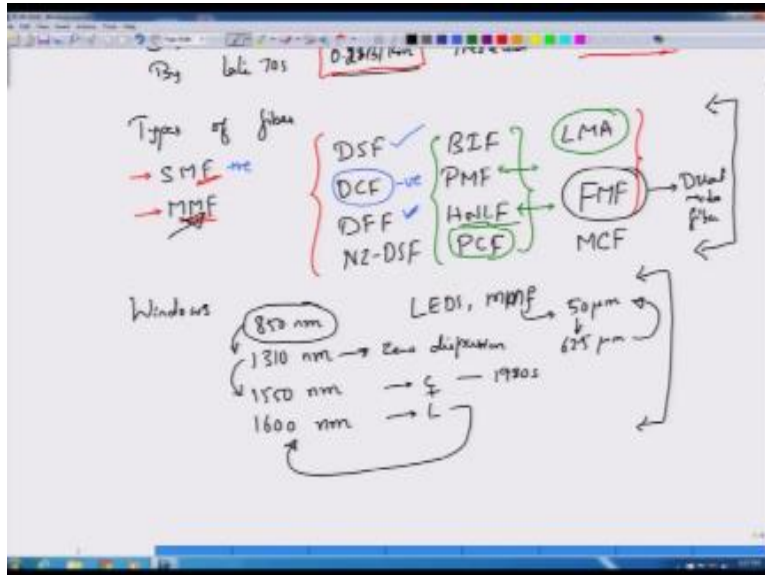 By late 70s 0.2dB/km
Types of fiber
→ SMF +ve
→ MMF
DSF ✓
DCF -ve
DFF ✓
NZ-DSF
BIF
PMF
HNLF
PCF
LMA
FMF → Dual mode fiber
MCF
Windows
850 nm LEDS, MMF → 50 μm
1310 nm → Zero dispersion 62.5 μm
1550 nm → C — 1980s
1600 nm → L